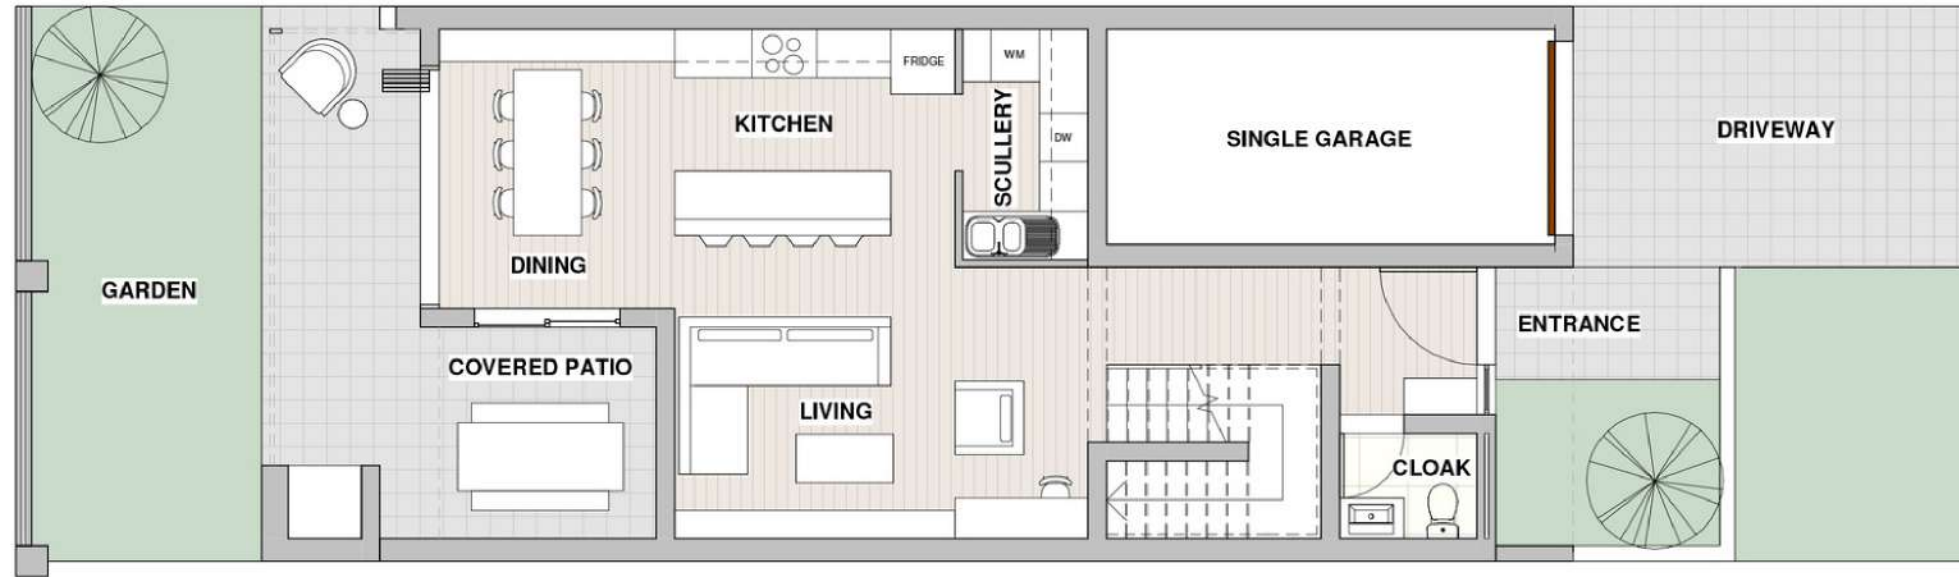 FRIDGE
WM
KITCHEN
SCULLERY
DW
SINGLE GARAGE
DRIVEWAY
DINING
GARDEN
ENTRANCE
COVERED PATIO
LIVING
CLOAK